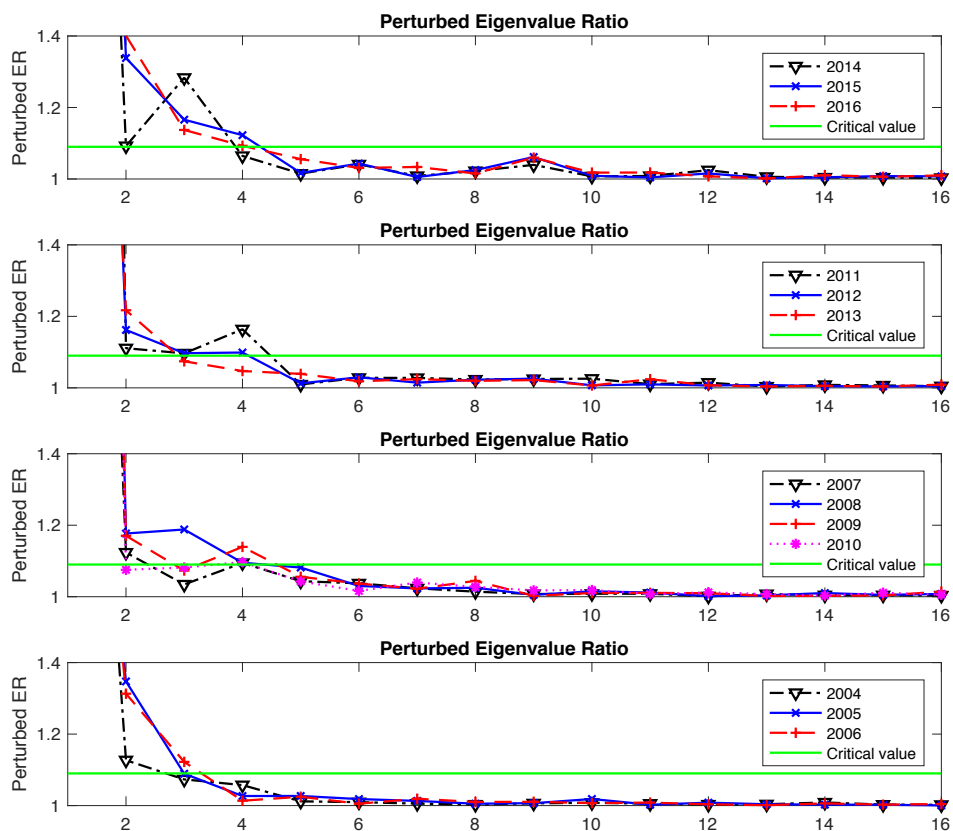 Perturbed Eigenvalue Ratio
Perturbed ER
1.4
1.2
1
2014
2015
2016
Critical value
2 4 6 8 10 12 14 16
Perturbed Eigenvalue Ratio
Perturbed ER
1.4
1.2
1
2011
2012
2013
Critical value
2 4 6 8 10 12 14 16
Perturbed Eigenvalue Ratio
Perturbed ER
1.4
1.2
1
2007
2008
2009
2010
Critical value
2 4 6 8 10 12 14 16
Perturbed Eigenvalue Ratio
Perturbed ER
1.4
1.2
1
2004
2005
2006
Critical value
2 4 6 8 10 12 14 16